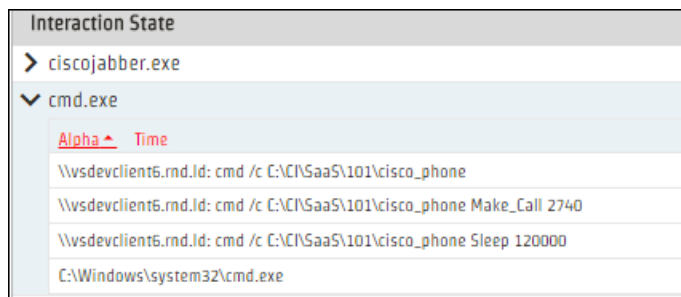 Interaction State
ciscojabber.exe
cmd.exe
Alpha Time
\\vsdevclient6.rnd.ld: cmd /c C:\CI\SaaS\101\cisco_phone
\\vsdevclient6.rnd.ld: cmd /c C:\CI\SaaS\101\cisco_phone Make_Call 2740
\\vsdevclient6.rnd.ld: cmd /c C:\CI\SaaS\101\cisco_phone Sleep 120000
C:\Windows\system32\cmd.exe